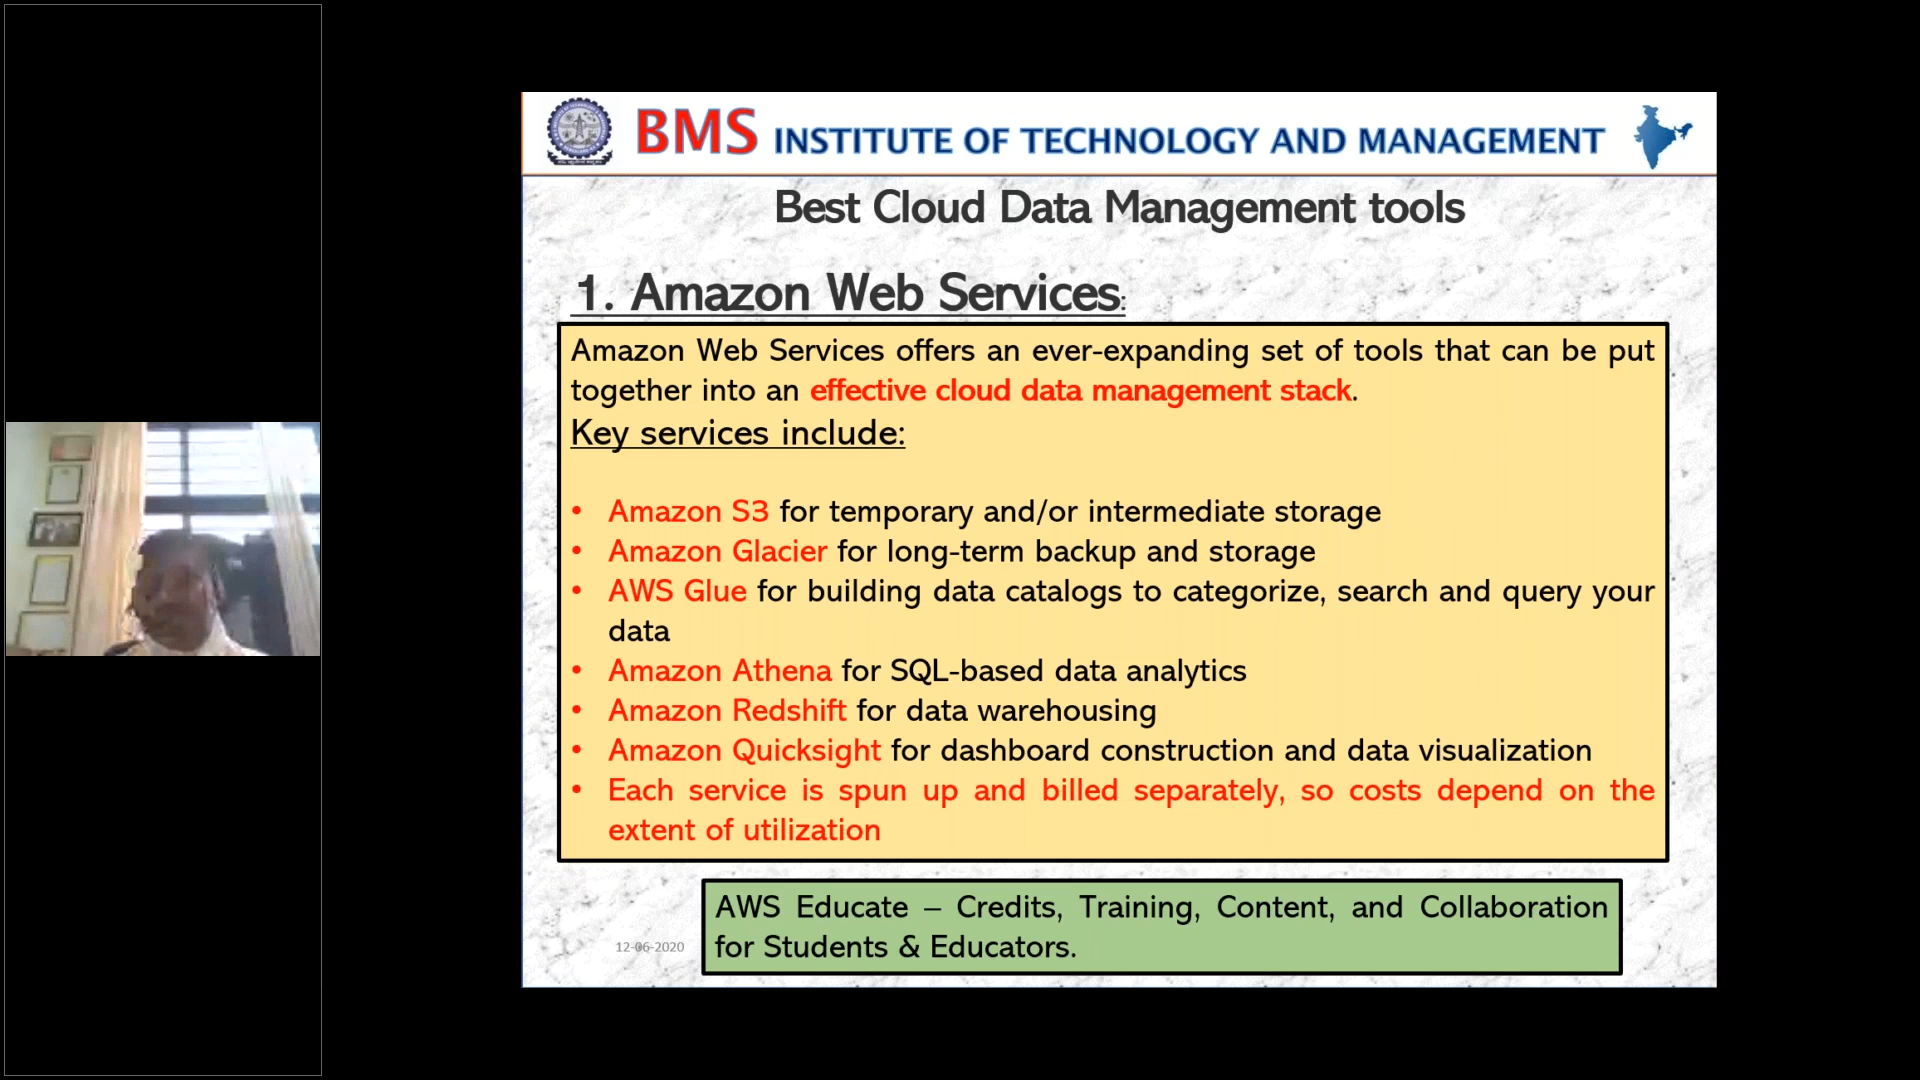 BMS INSTITUTE OF TECHNOLOGY AND MANAGEMENT
Best Cloud Data Management tools
1. Amazon Web Services:
Amazon Web Services offers an ever-expanding set of tools that can be put
together into an effective cloud data management stack.
Key services include:
• Amazon S3 for temporary and/or intermediate storage
• Amazon Glacier for long-term backup and storage
• AWS Glue for building data catalogs to categorize, search and query your
data
• Amazon Athena for SQL-based data analytics
• Amazon Redshift for data warehousing
• Amazon Quicksight for dashboard construction and data visualization
• Each service is spun up and billed separately, so costs depend on the
extent of utilization
AWS Educate – Credits, Training, Content, and Collaboration
for Students & Educators.
12-06-2020